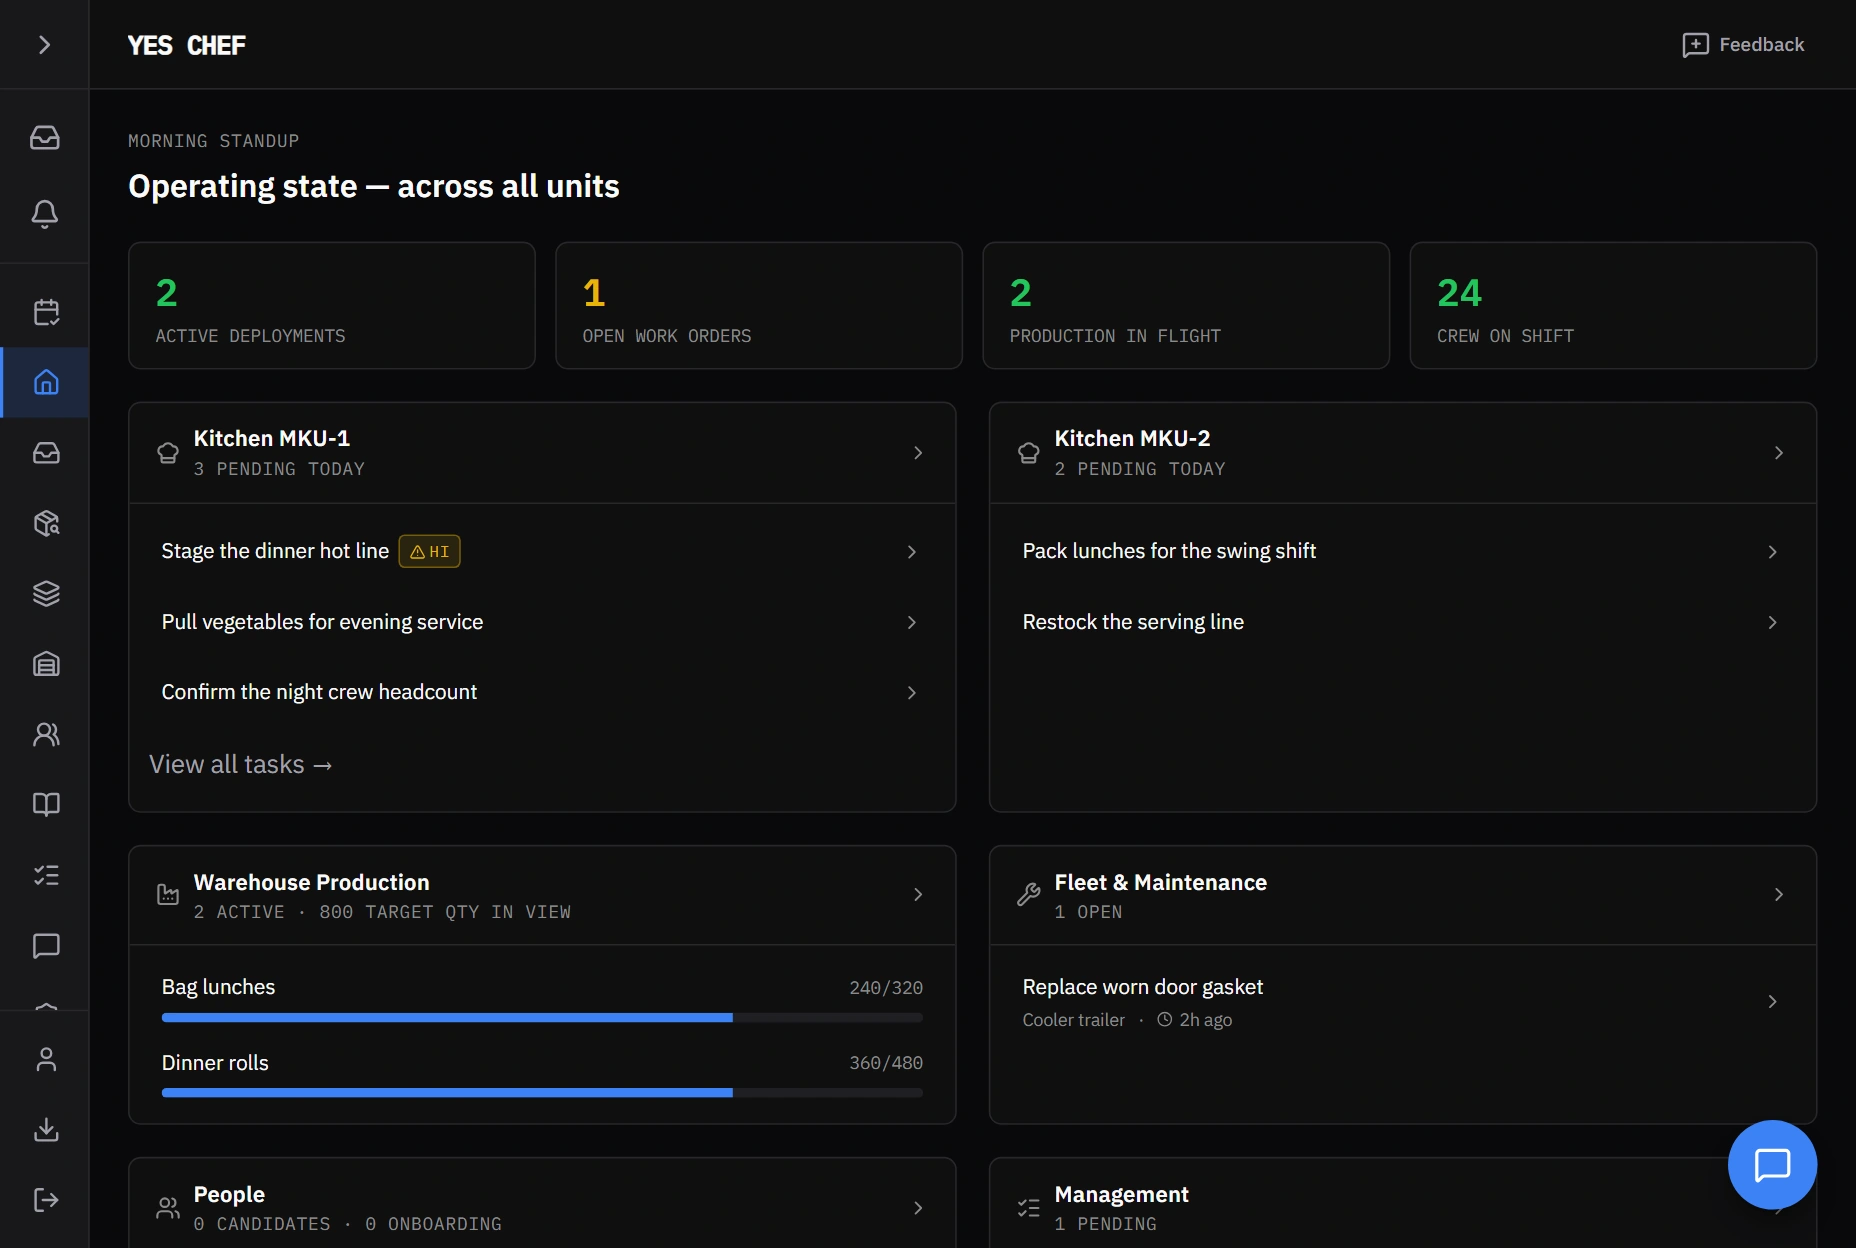 YES CHEF
Feedback
MORNING STANDUP
Operating state — across all units
2
ACTIVE DEPLOYMENTS
1
OPEN WORK ORDERS
2
PRODUCTION IN FLIGHT
24
CREW ON SHIFT
Kitchen MKU-1
3 PENDING TODAY
Stage the dinner hot line HI
Pull vegetables for evening service
Confirm the night crew headcount
View all tasks →
Kitchen MKU-2
2 PENDING TODAY
Pack lunches for the swing shift
Restock the serving line
Warehouse Production
2 ACTIVE · 800 TARGET QTY IN VIEW
Bag lunches 240/320
Dinner rolls 360/480
Fleet & Maintenance
1 OPEN
Replace worn door gasket
Cooler trailer · 2h ago
People
0 CANDIDATES · 0 ONBOARDING
Management
1 PENDING